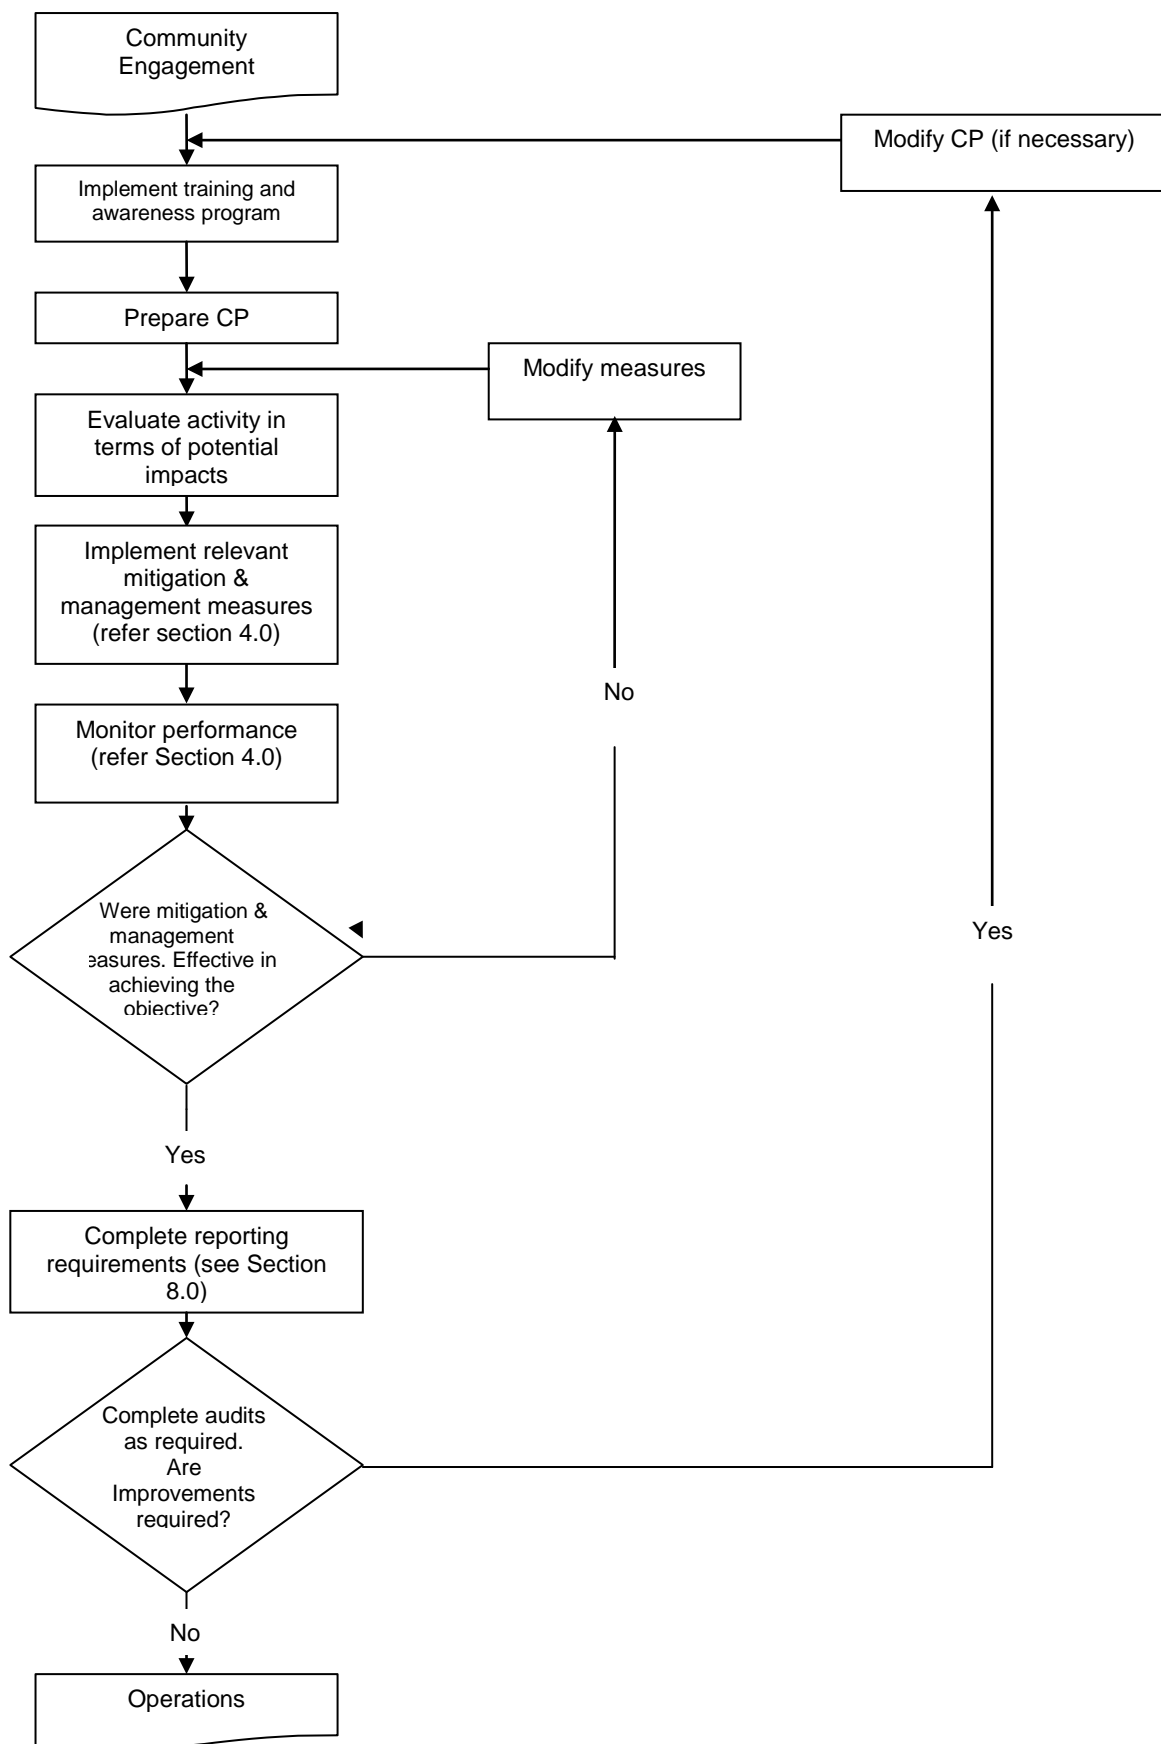 Community
Engagement
Modify CP (if necessary)
Implement training and
awareness program
Prepare CP
Modify measures
Evaluate activity in
terms of potential
impacts
Implement relevant
mitigation &
management measures
(refer section 4.0)
No
Monitor performance
(refer Section 4.0)
Were mitigation &
management
easures. Effective in
achieving the
objective?
Yes
Yes
Complete reporting
requirements (see Section
8.0)
Complete audits
as required.
Are
Improvements
required?
No
Operations